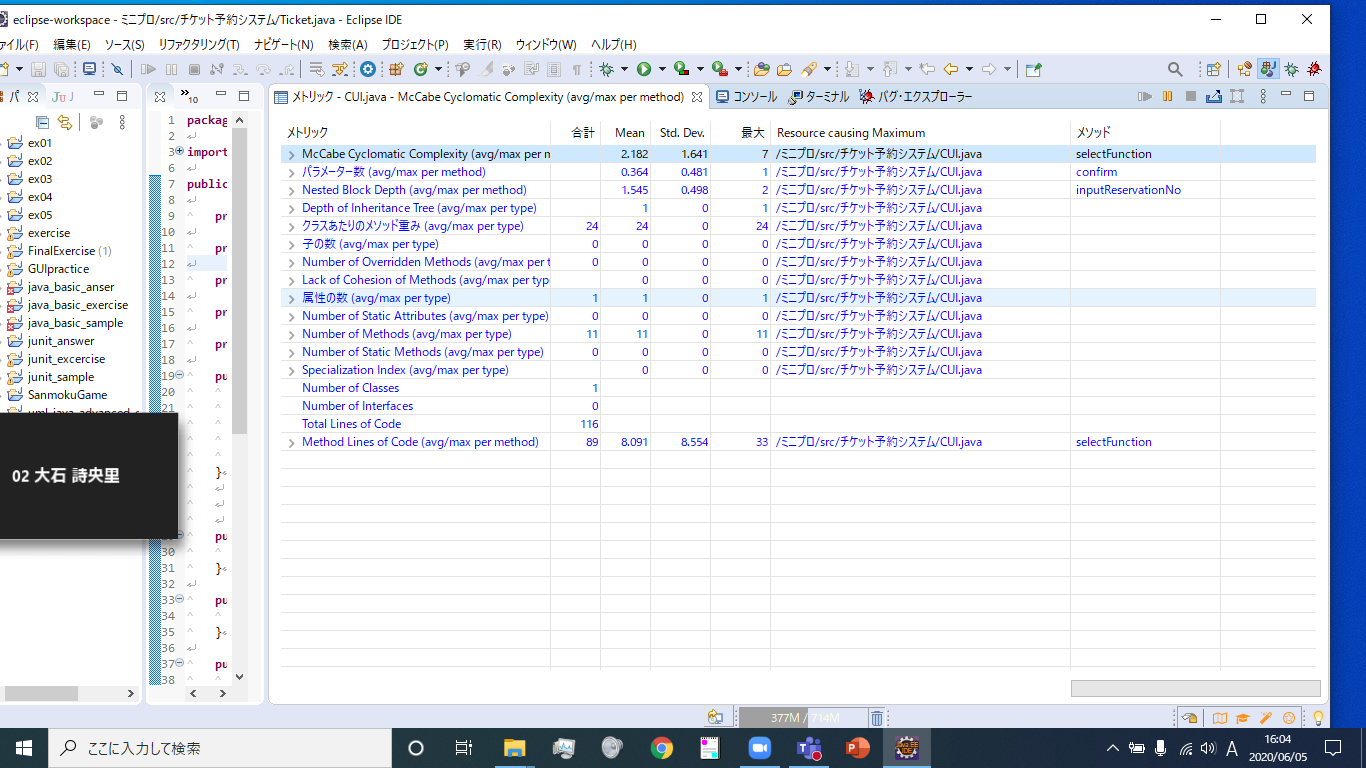 eclipse-workspace - ミニプロ/src/チケット予約システム/Ticket.java - Eclipse IDE
ァイル(F) 編集(E) ソース(S) リファクタリング(T) ナビゲート(N) 検索(A) プロジェクト(P) 実行(R) ウィンドウ(W) ヘルプ(H)
パ JU 10 メトリック - CUI.java - McCabe Cyclomatic Complexity (avg/max per method) コンソール ターミナル バグ・エクスプローラー
ex01
ex02
ex03
ex04
ex05
exercise
FinalExercise (1)
GUIpractice
java_basic_anser
java_basic_exercise
java_basic_sample
junit_answer
junit_excercise
junit_sample
SanmokuGame
02 大石 詩央里
1 packag
2
3 import
6
7 public
8
9 pr
10
11 pr
12
13 pr
14
15 pr
16
17 pr
18
19 pu
20
21
}
pu
30
31 }
32
33 pu
34
35 }
36
37 pu
38
メトリック 合計 Mean Std. Dev. 最大 Resource causing Maximum メソッド
McCabe Cyclomatic Complexity (avg/max per m 2.182 1.641 7 /ミニプロ/src/チケット予約システム/CUI.java selectFunction
パラメーター数 (avg/max per method) 0.364 0.481 1 /ミニプロ/src/チケット予約システム/CUI.java confirm
Nested Block Depth (avg/max per method) 1.545 0.498 2 /ミニプロ/src/チケット予約システム/CUI.java inputReservationNo
Depth of Inheritance Tree (avg/max per type) 1 0 1 /ミニプロ/src/チケット予約システム/CUI.java
クラスあたりのメソッド重み (avg/max per type) 24 24 0 24 /ミニプロ/src/チケット予約システム/CUI.java
子の数 (avg/max per type) 0 0 0 0 /ミニプロ/src/チケット予約システム/CUI.java
Number of Overridden Methods (avg/max per t 0 0 0 0 /ミニプロ/src/チケット予約システム/CUI.java
Lack of Cohesion of Methods (avg/max per typ 0 0 0 /ミニプロ/src/チケット予約システム/CUI.java
属性の数 (avg/max per type) 1 1 0 1 /ミニプロ/src/チケット予約システム/CUI.java
Number of Static Attributes (avg/max per type) 0 0 0 0 /ミニプロ/src/チケット予約システム/CUI.java
Number of Methods (avg/max per type) 11 11 0 11 /ミニプロ/src/チケット予約システム/CUI.java
Number of Static Methods (avg/max per type) 0 0 0 0 /ミニプロ/src/チケット予約システム/CUI.java
Specialization Index (avg/max per type) 0 0 0 /ミニプロ/src/チケット予約システム/CUI.java
Number of Classes 1
Number of Interfaces 0
Total Lines of Code 116
Method Lines of Code (avg/max per method) 89 8.091 8.554 33 /ミニプロ/src/チケット予約システム/CUI.java selectFunction
377M / 714M
ここに入力して検索
A 16:04
2020/06/05